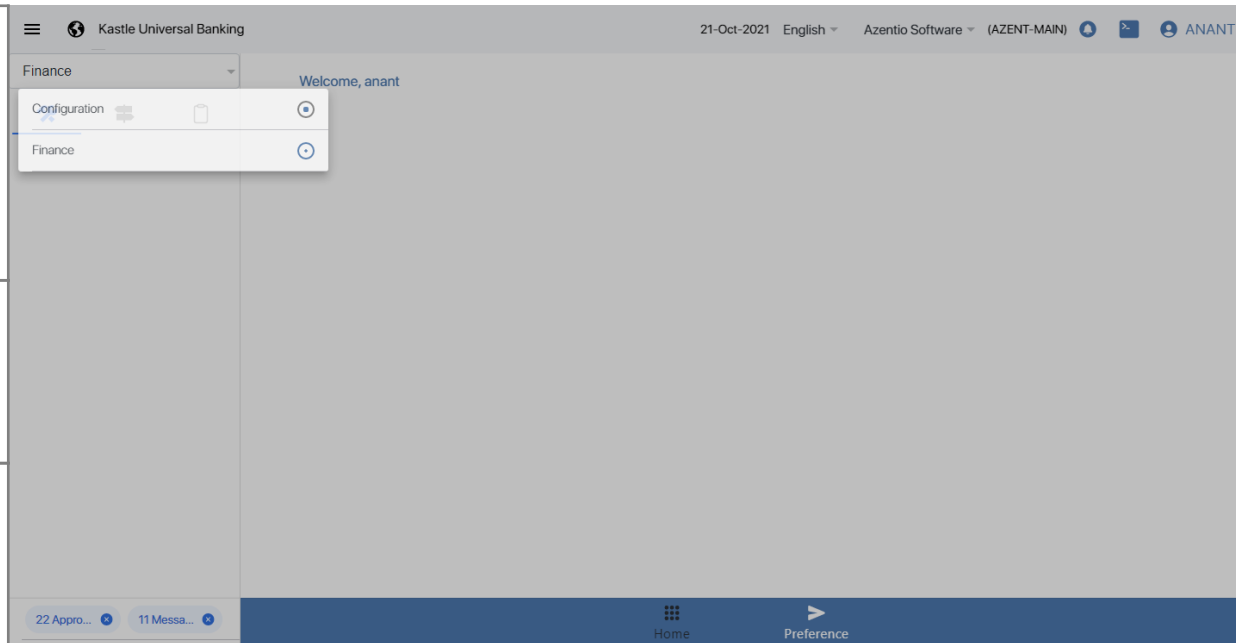 Kastle Universal Banking 21-Oct-2021 English Azentio Software (AZENT-MAIN) ANANT
Finance
Welcome, anant
Configuration
Finance
22 Appro... 11 Messa...
Home Preference